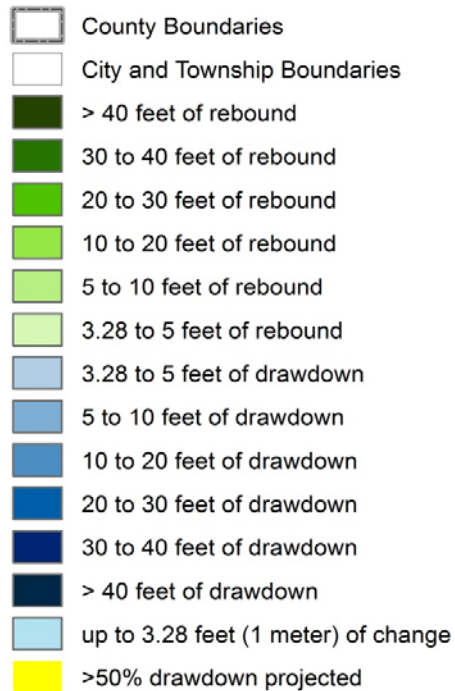 County Boundaries
City and Township Boundaries
> 40 feet of rebound
30 to 40 feet of rebound
20 to 30 feet of rebound
10 to 20 feet of rebound
5 to 10 feet of rebound
3.28 to 5 feet of rebound
3.28 to 5 feet of drawdown
5 to 10 feet of drawdown
10 to 20 feet of drawdown
20 to 30 feet of drawdown
30 to 40 feet of drawdown
> 40 feet of drawdown
up to 3.28 feet (1 meter) of change
>50% drawdown projected